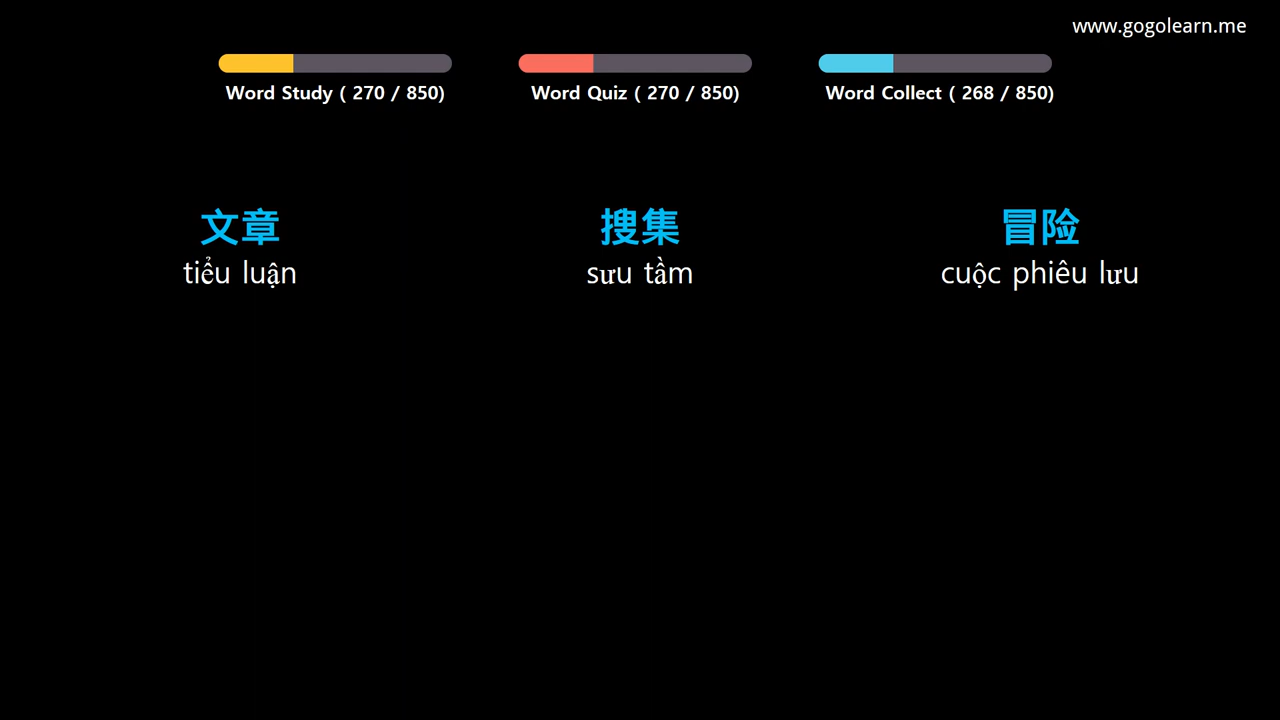 www.gogolearn.me
Word Study ( 270 / 850)
Word Quiz ( 270 / 850)
Word Collect ( 268 / 850)
文章
tiểu luận
搜集
sưu tầm
冒险
cuộc phiêu lưu